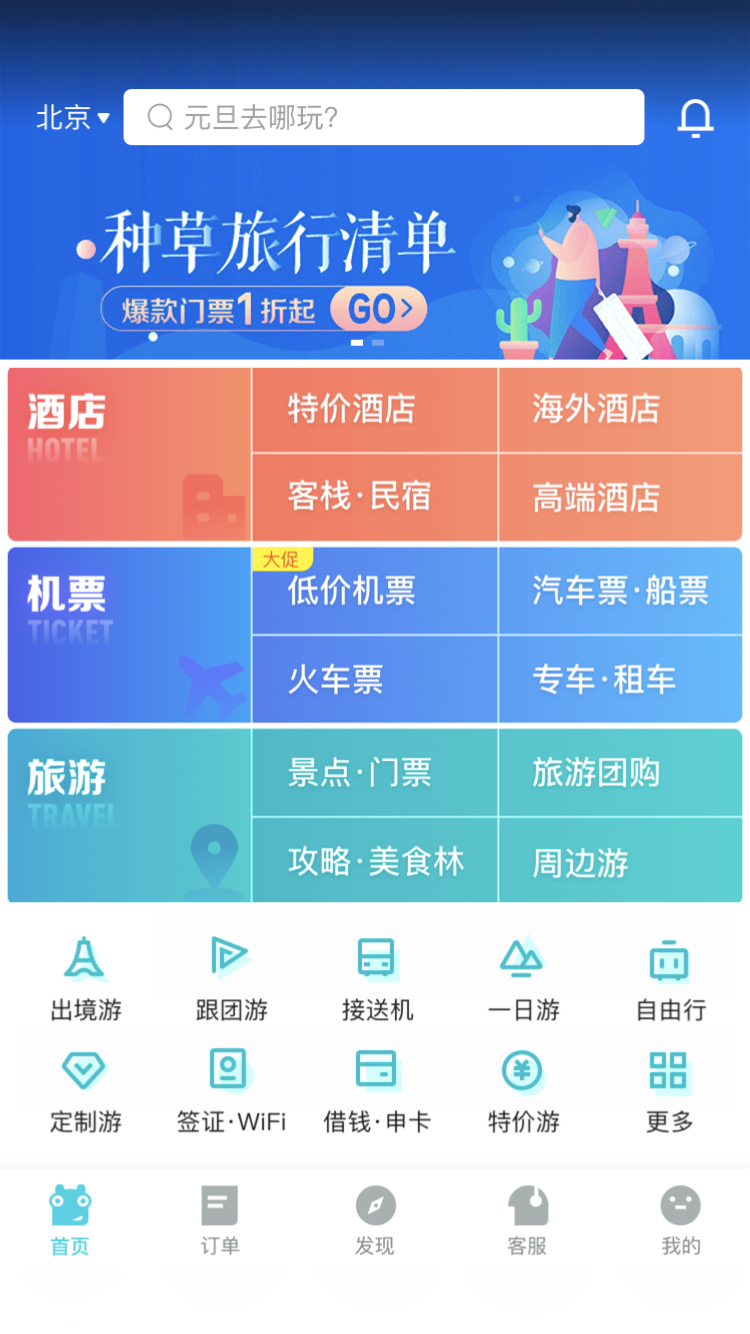 北京
元旦去哪玩?
种草旅行清单
爆款门票1折起 GO>
酒店
HOTEL
特价酒店
海外酒店
客栈·民宿
高端酒店
机票
TICKET
大促
低价机票
汽车票·船票
火车票
专车·租车
旅游
TRAVEL
景点·门票
旅游团购
攻略·美食林
周边游
出境游 跟团游 接送机 一日游 自由行
定制游 签证·WiFi 借钱·申卡 特价游 更多
首页 订单 发现 客服 我的